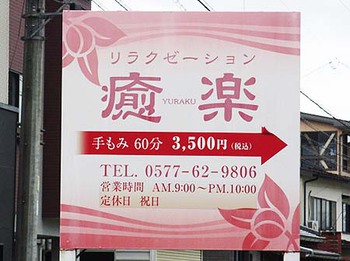 リラクゼーション
癒楽
YURAKU
手もみ 60分 3,500円(税込)
TEL. 0577-62-9806
営業時間 AM.9:00〜PM.10:00
定休日 祝日